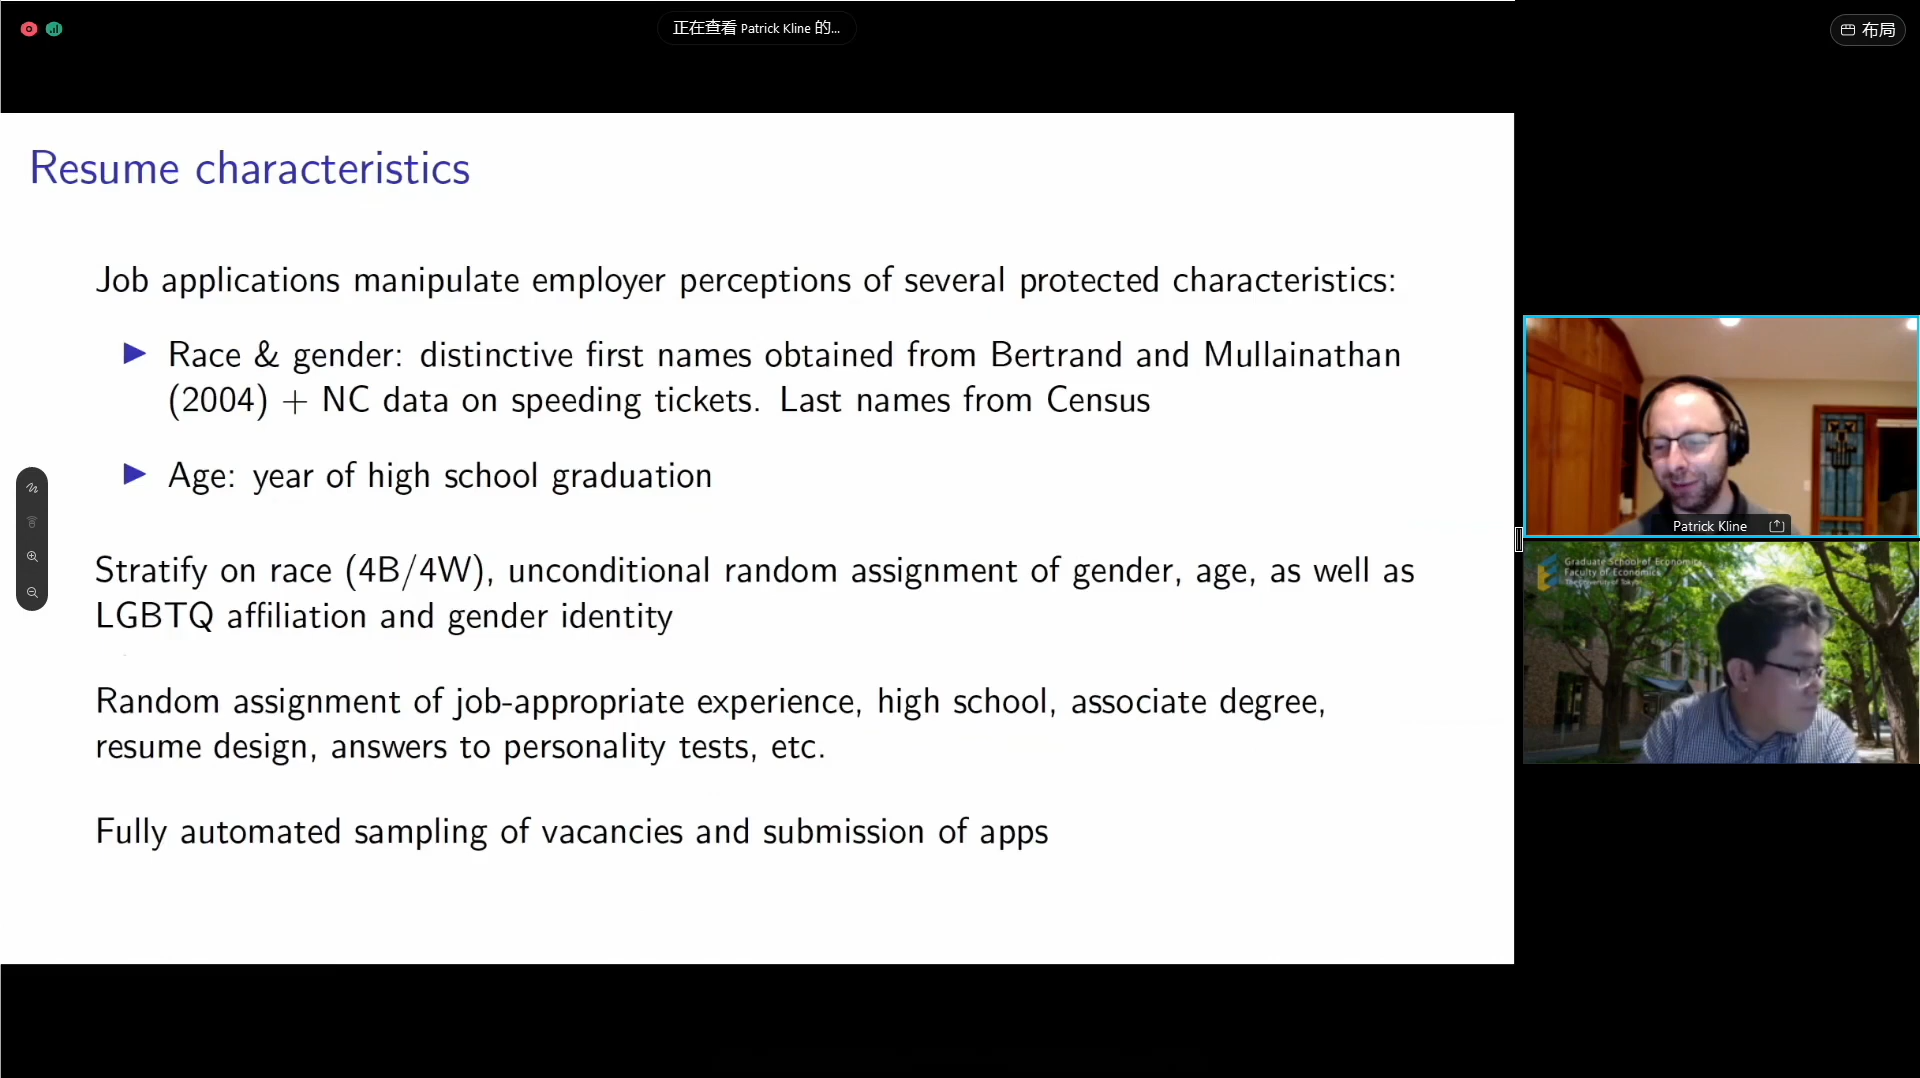 正在查看 Patrick Kline 的...
布局
Resume characteristics
Job applications manipulate employer perceptions of several protected characteristics:
Race & gender: distinctive first names obtained from Bertrand and Mullainathan
(2004) + NC data on speeding tickets. Last names from Census
Age: year of high school graduation
Stratify on race (4B/4W), unconditional random assignment of gender, age, as well as
LGBTQ affiliation and gender identity
Random assignment of job-appropriate experience, high school, associate degree,
resume design, answers to personality tests, etc.
Fully automated sampling of vacancies and submission of apps
Patrick Kline
Graduate School of Economics
Faculty of Economics
The University of Tokyo